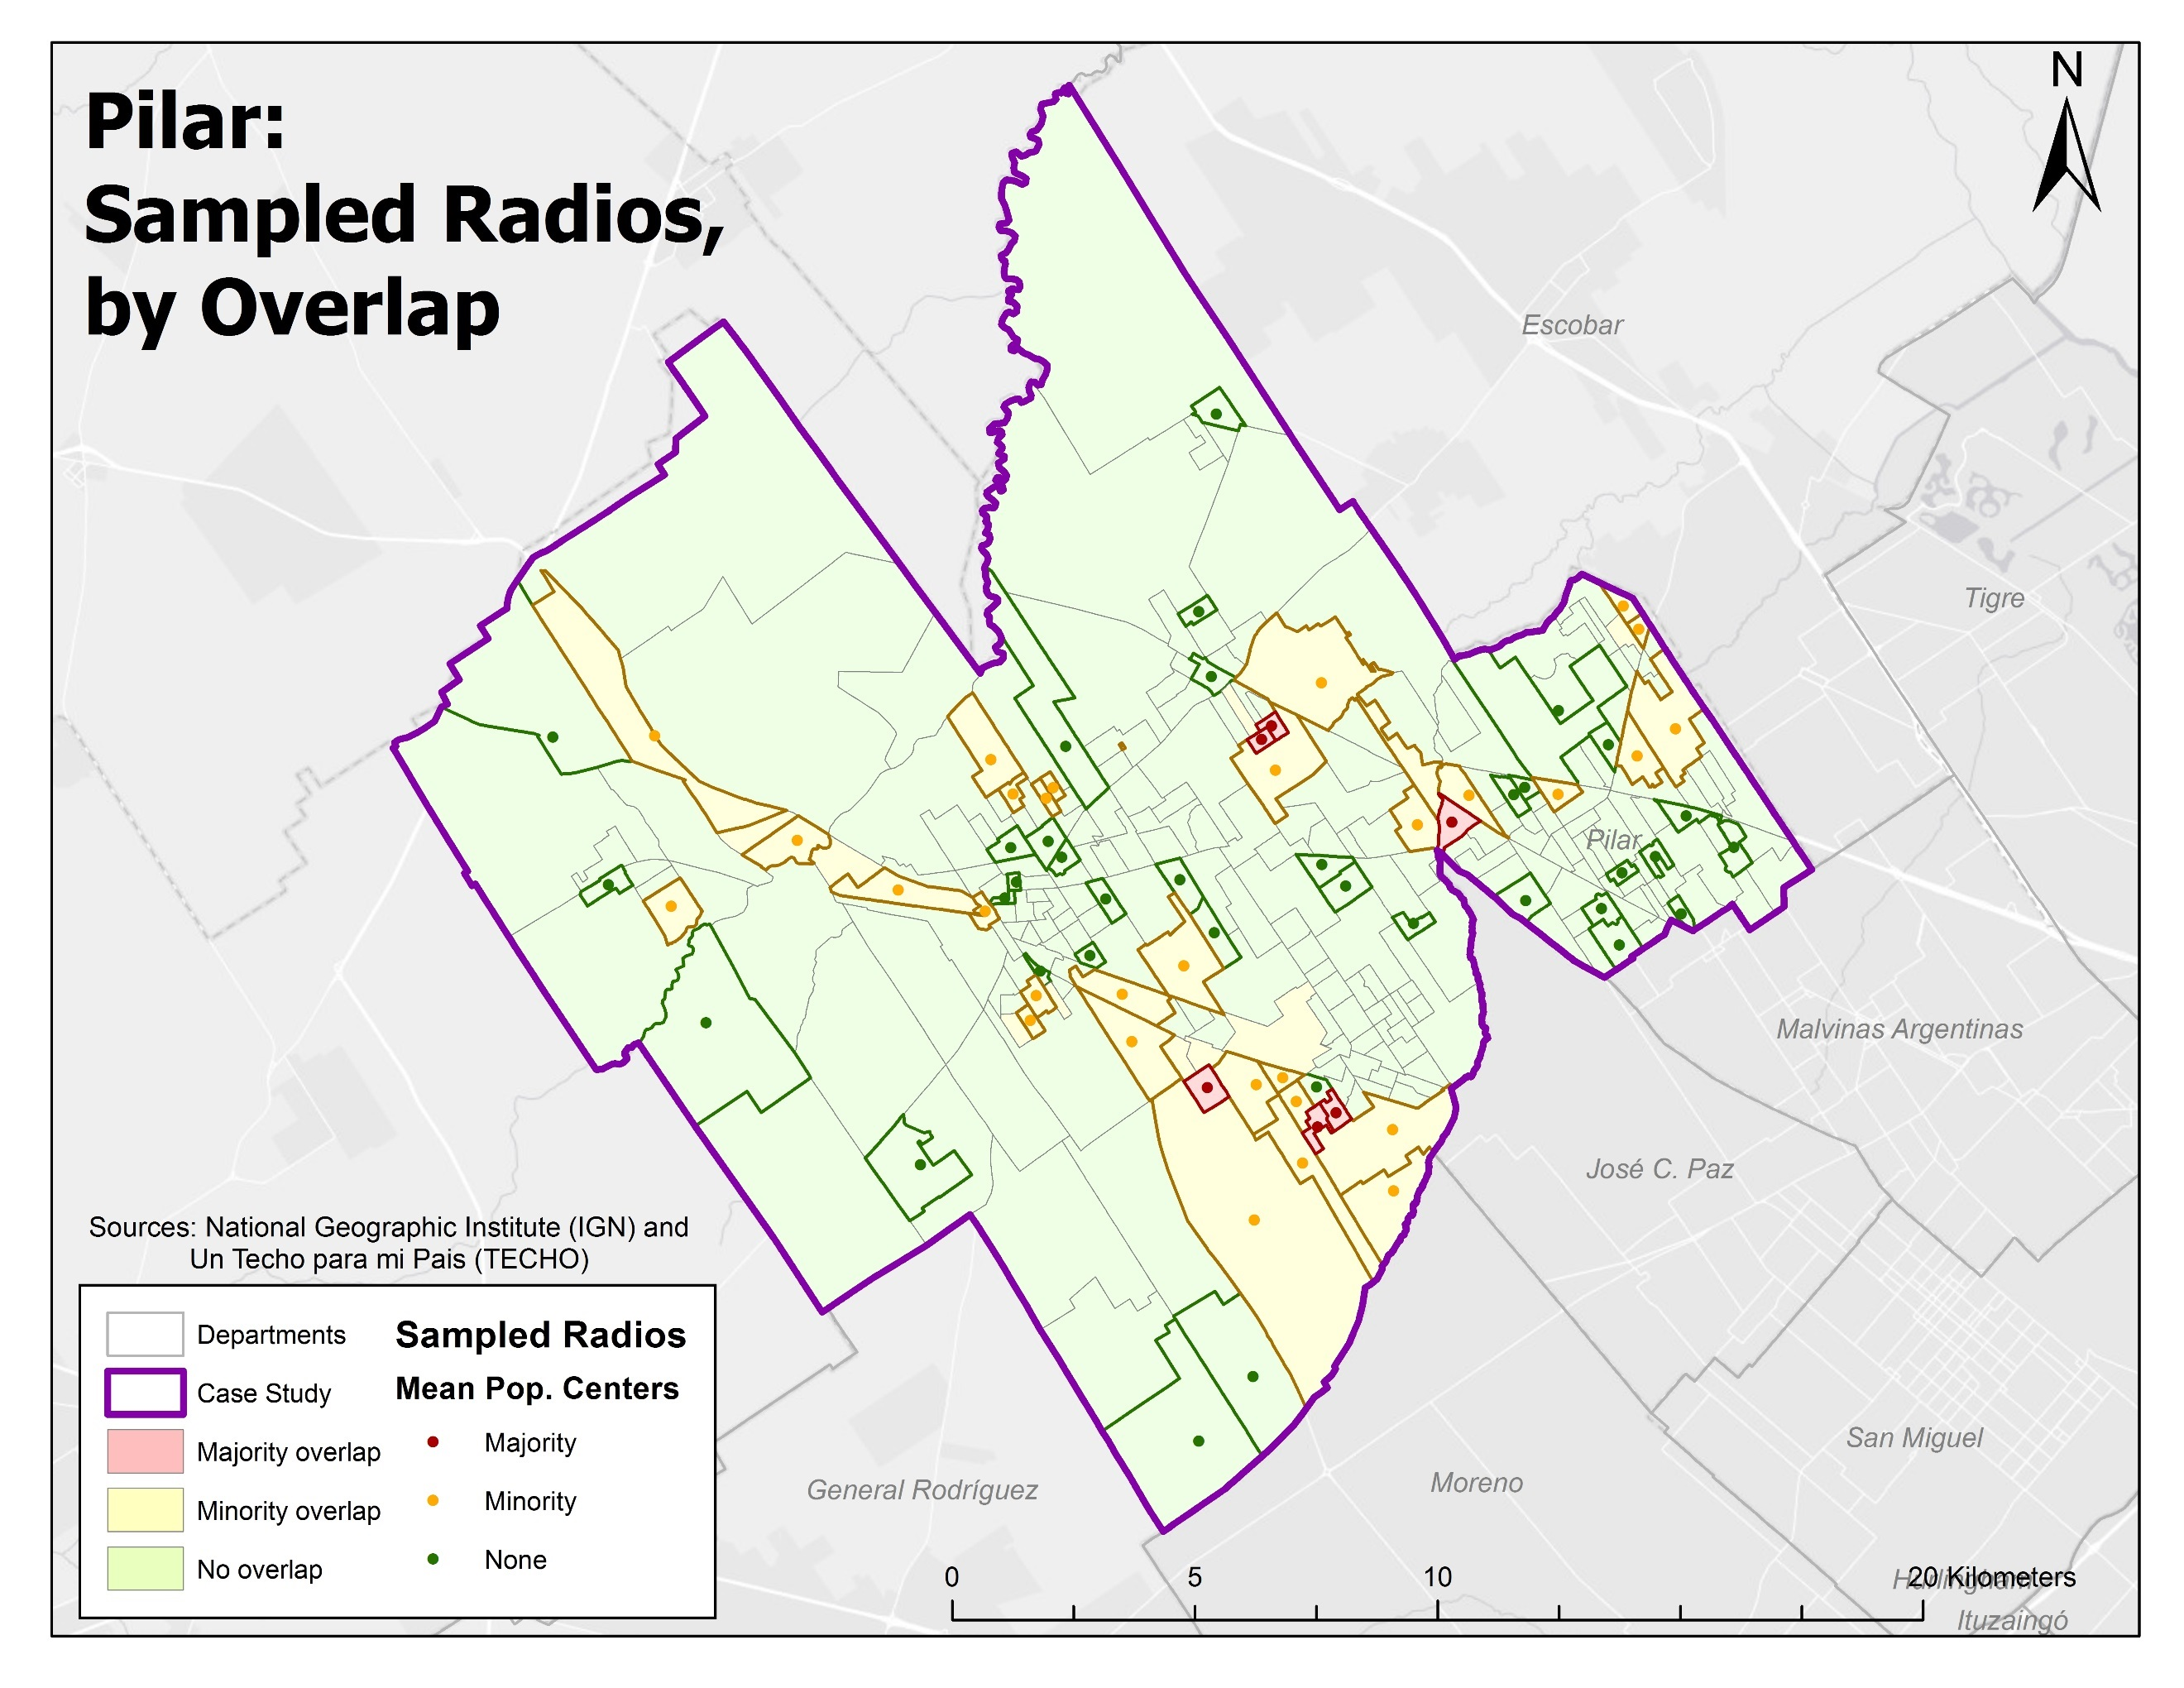 Pilar:
Sampled Radios,
by Overlap
N
Escobar
Tigre
Pilar
Malvinas Argentinas
José C. Paz
San Miguel
Moreno
General Rodríguez
Hurlingham
Ituzaingó
Sources: National Geographic Institute (IGN) and
Un Techo para mi Pais (TECHO)
Departments
Case Study
Majority overlap
Minority overlap
No overlap
Sampled Radios
Mean Pop. Centers
Majority
Minority
None
0 5 10 20 Kilometers